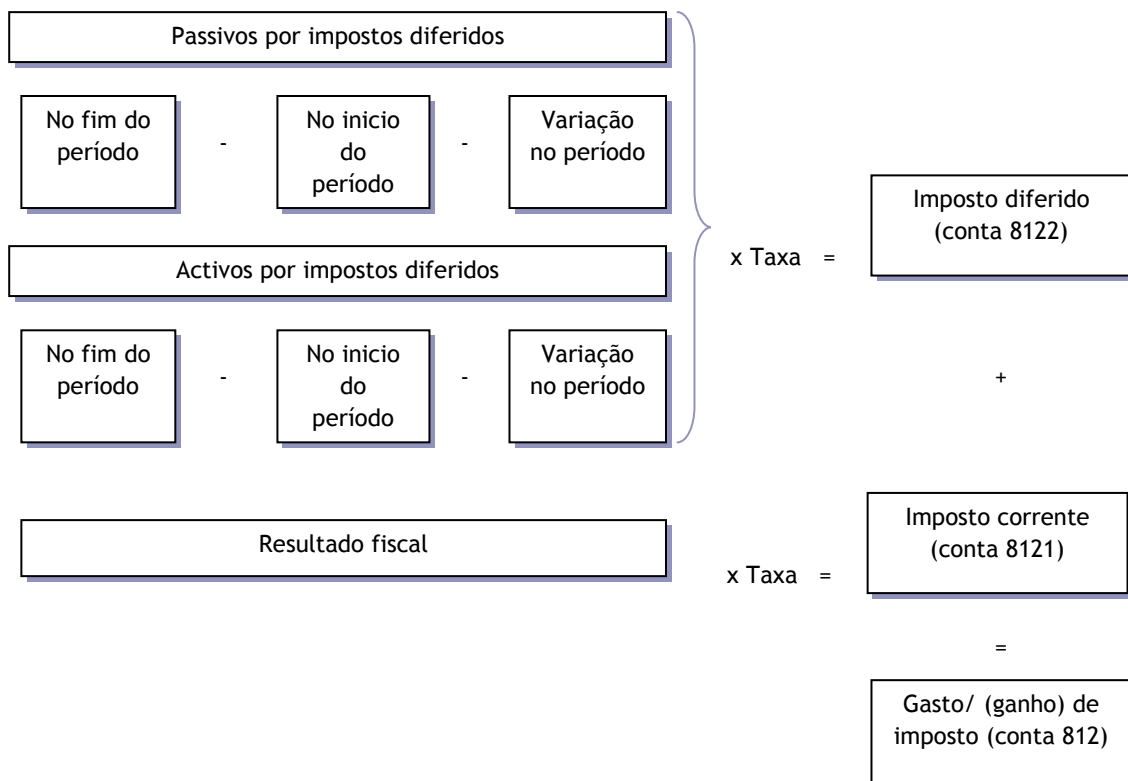 Passivos por impostos diferidos
No fim do
período
-
No inicio
do
período
-
Variação
no período
Activos por impostos diferidos
No fim do
período
-
No inicio
do
período
-
Variação
no período
x Taxa =
Imposto diferido
(conta 8122)
+
Resultado fiscal
x Taxa =
Imposto corrente
(conta 8121)
=
Gasto/ (ganho) de
imposto (conta 812)